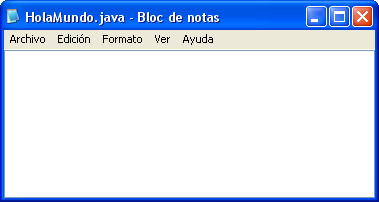 HolaMundo.java - Bloc de notas
Archivo Edición Formato Ver Ayuda